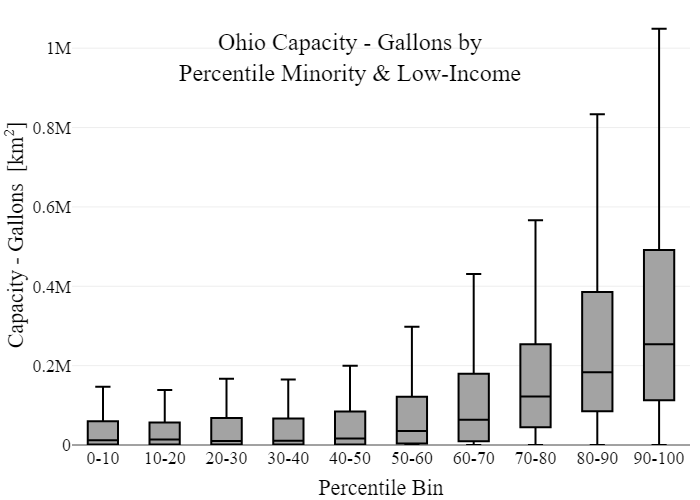 Ohio Capacity - Gallons by
Percentile Minority & Low-Income
Capacity - Gallons [km²]
1M
0.8M
0.6M
0.4M
0.2M
0
0-10 10-20 20-30 30-40 40-50 50-60 60-70 70-80 80-90 90-100
Percentile Bin